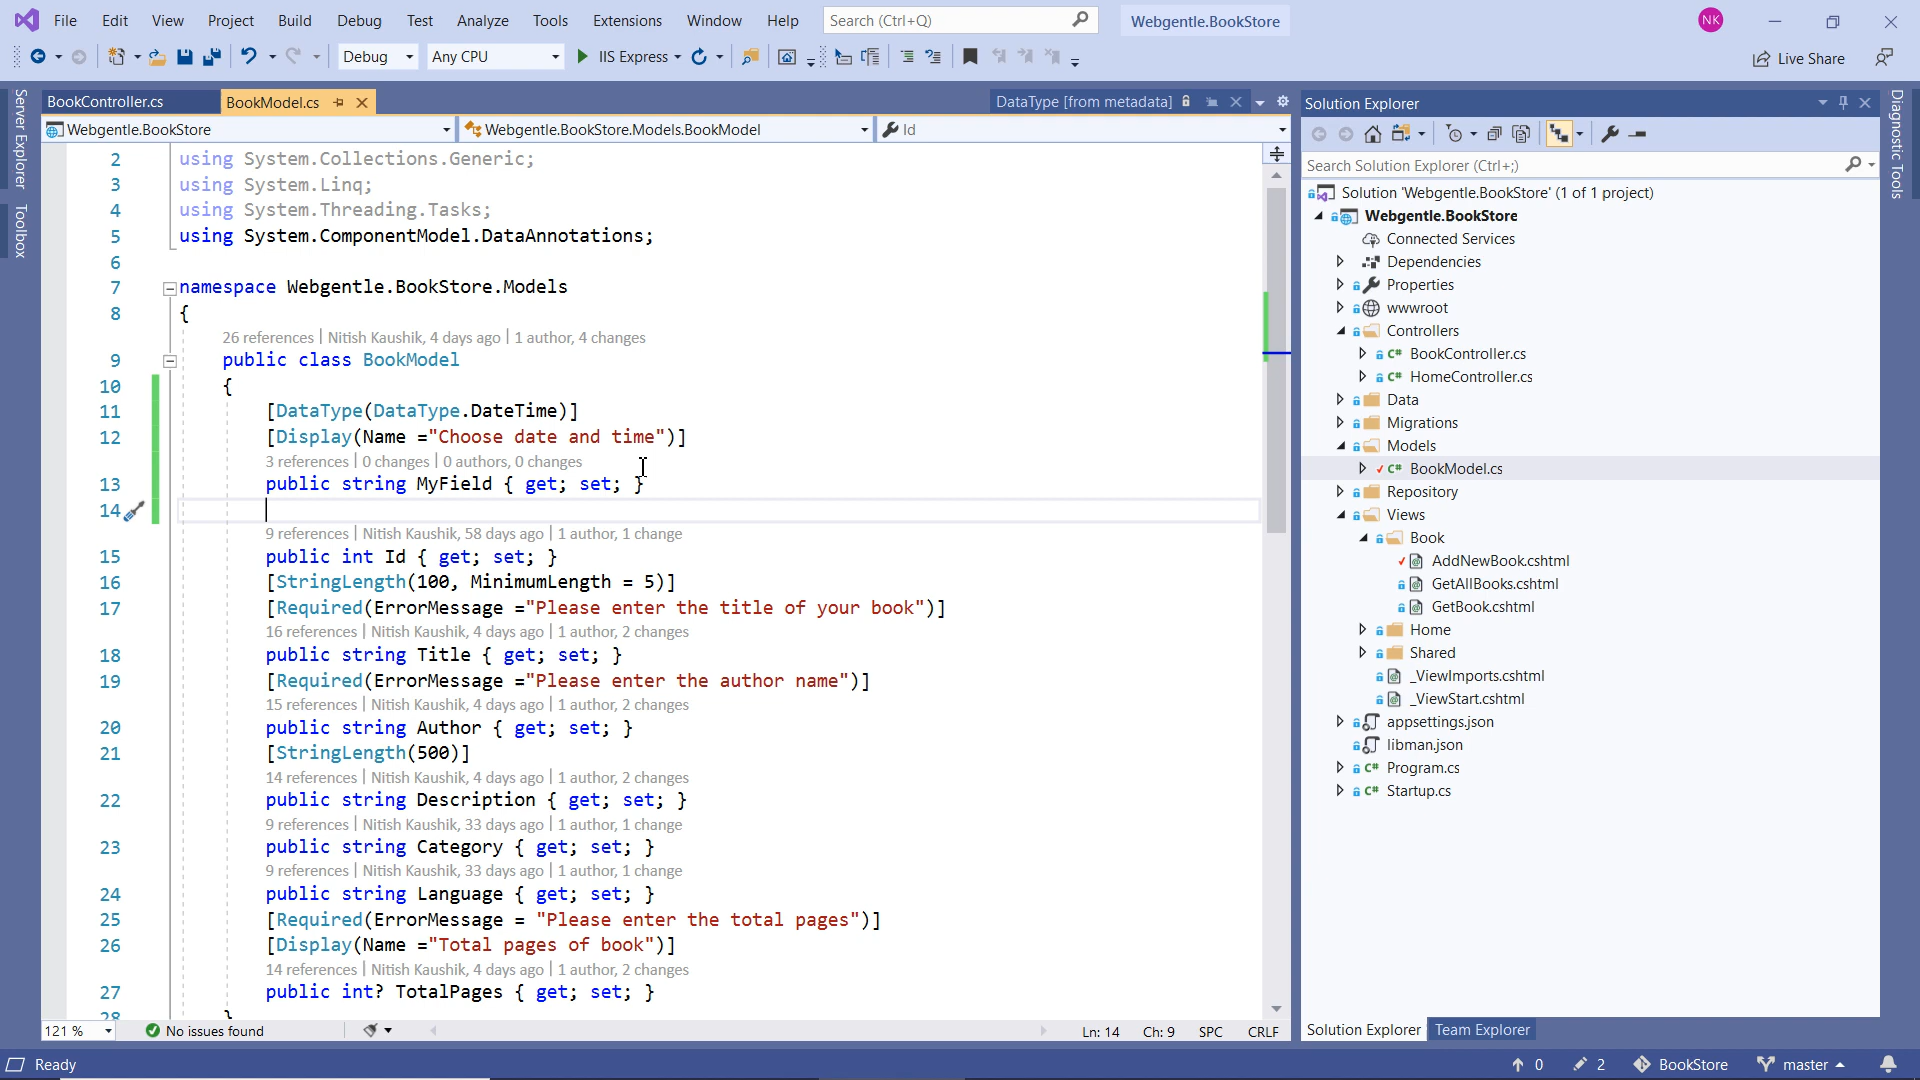 File Edit View Project Build Debug Test Analyze Tools Extensions Window Help Search (Ctrl+Q) Webgentle.BookStore NK
Debug Any CPU IIS Express Live Share
Server Explorer
Toolbox
BookController.cs BookModel.cs DataType [from metadata]
Webgentle.BookStore Webgentle.BookStore.Models.BookModel Id
2 using System.Collections.Generic;
3 using System.Linq;
4 using System.Threading.Tasks;
5 using System.ComponentModel.DataAnnotations;
6
7 namespace Webgentle.BookStore.Models
8 {
26 references | Nitish Kaushik, 4 days ago | 1 author, 4 changes
9 public class BookModel
10 {
11 [DataType(DataType.DateTime)]
12 [Display(Name ="Choose date and time")]
3 references | 0 changes | 0 authors, 0 changes
13 public string MyField { get; set; }
14
9 references | Nitish Kaushik, 58 days ago | 1 author, 1 change
15 public int Id { get; set; }
16 [StringLength(100, MinimumLength = 5)]
17 [Required(ErrorMessage ="Please enter the title of your book")]
16 references | Nitish Kaushik, 4 days ago | 1 author, 2 changes
18 public string Title { get; set; }
19 [Required(ErrorMessage ="Please enter the author name")]
15 references | Nitish Kaushik, 4 days ago | 1 author, 2 changes
20 public string Author { get; set; }
21 [StringLength(500)]
14 references | Nitish Kaushik, 4 days ago | 1 author, 2 changes
22 public string Description { get; set; }
9 references | Nitish Kaushik, 33 days ago | 1 author, 1 change
23 public string Category { get; set; }
9 references | Nitish Kaushik, 33 days ago | 1 author, 1 change
24 public string Language { get; set; }
25 [Required(ErrorMessage = "Please enter the total pages")]
26 [Display(Name ="Total pages of book")]
14 references | Nitish Kaushik, 4 days ago | 1 author, 2 changes
27 public int? TotalPages { get; set; }
28 }
121 % No issues found Ln: 14 Ch: 9 SPC CRLF
Solution Explorer
Search Solution Explorer (Ctrl+;)
Solution 'Webgentle.BookStore' (1 of 1 project)
Webgentle.BookStore
Connected Services
Dependencies
Properties
wwwroot
Controllers
C# BookController.cs
C# HomeController.cs
Data
Migrations
Models
C# BookModel.cs
Repository
Views
Book
AddNewBook.cshtml
GetAllBooks.cshtml
GetBook.cshtml
Home
Shared
_ViewImports.cshtml
_ViewStart.cshtml
appsettings.json
libman.json
C# Program.cs
C# Startup.cs
Solution Explorer Team Explorer
Diagnostic Tools
Ready 0 2 BookStore master